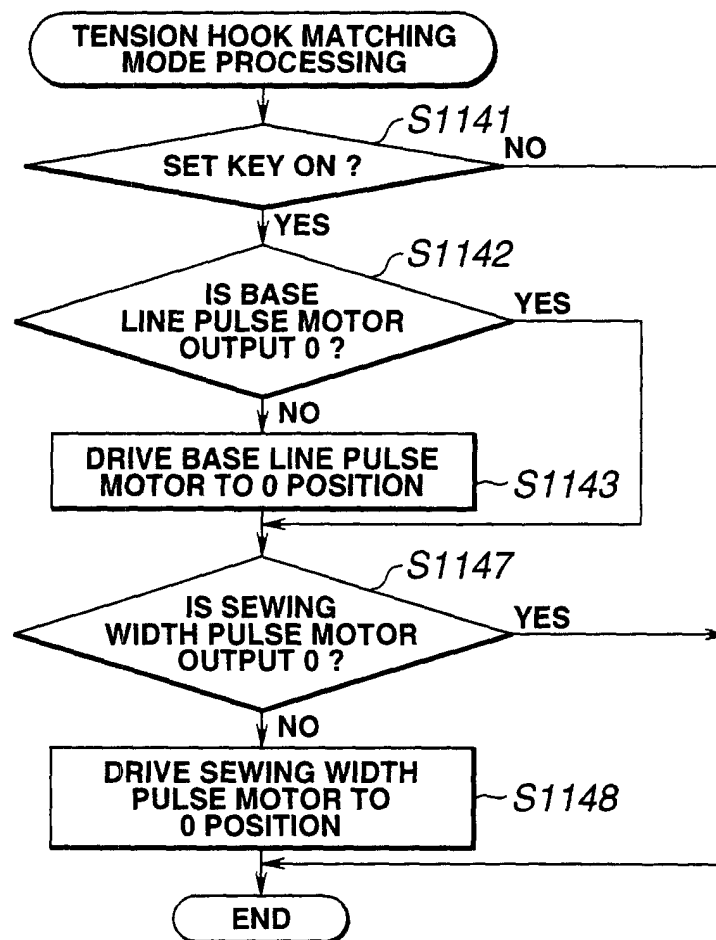 TENSION HOOK MATCHING
MODE PROCESSING
S1141
SET KEY ON ?
NO
YES
S1142
IS BASE
LINE PULSE MOTOR
OUTPUT 0 ?
YES
NO
DRIVE BASE LINE PULSE
MOTOR TO 0 POSITION
S1143
S1147
IS SEWING
WIDTH PULSE MOTOR
OUTPUT 0 ?
YES
NO
DRIVE SEWING WIDTH
PULSE MOTOR TO
0 POSITION
S1148
END